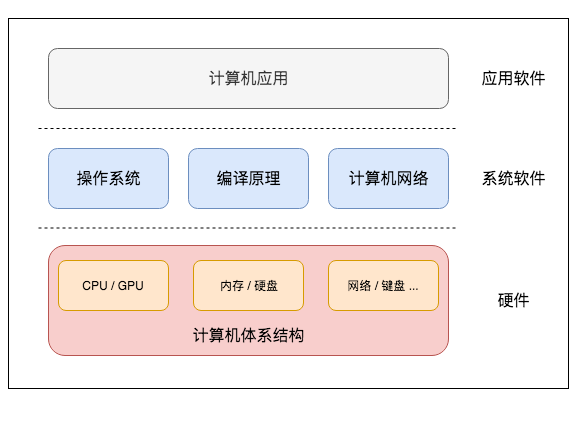 计算机应用
应用软件
操作系统
编译原理
计算机网络
系统软件
CPU / GPU
内存 / 硬盘
网络 / 键盘 ...
计算机体系结构
硬件